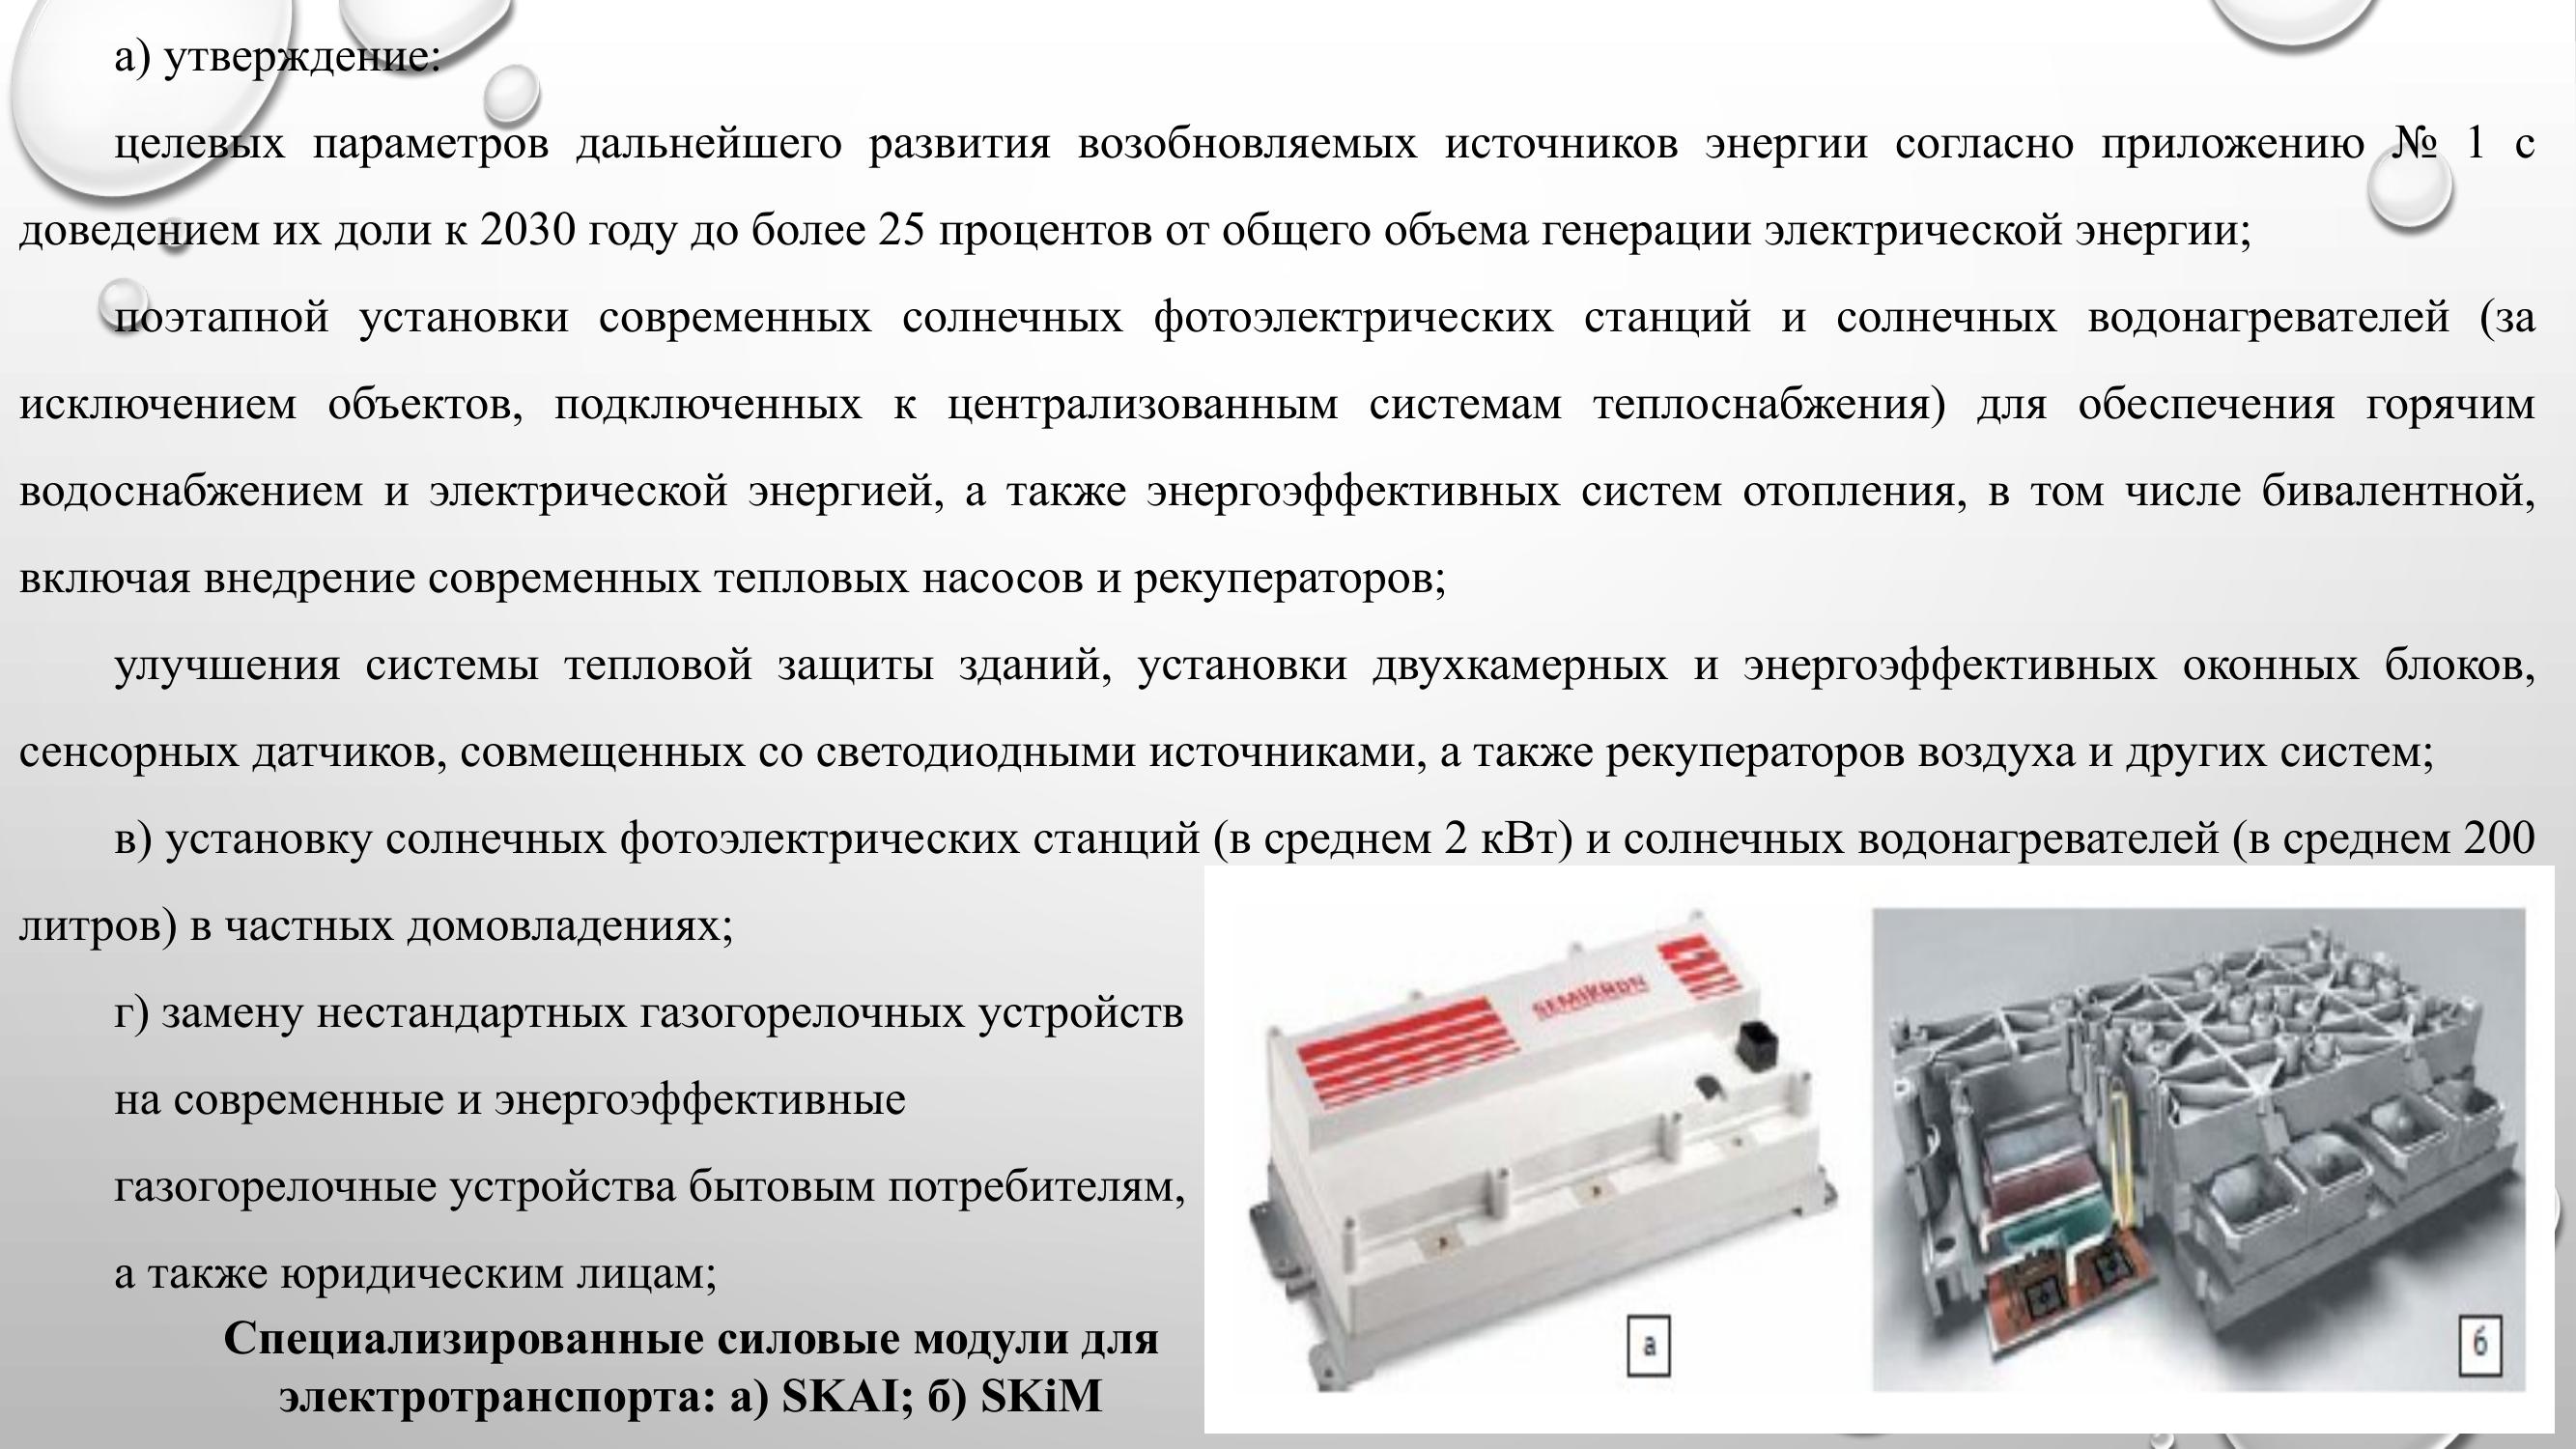 а) утверждение:
целевых параметров дальнейшего развития возобновляемых источников энергии согласно приложению № 1 с
доведением их доли к 2030 году до более 25 процентов от общего объема генерации электрической энергии;
поэтапной установки современных солнечных фотоэлектрических станций и солнечных водонагревателей (за
исключением объектов, подключенных к централизованным системам теплоснабжения) для обеспечения горячим
водоснабжением и электрической энергией, а также энергоэффективных систем отопления, в том числе бивалентной,
включая внедрение современных тепловых насосов и рекуператоров;
улучшения системы тепловой защиты зданий, установки двухкамерных и энергоэффективных оконных блоков,
сенсорных датчиков, совмещенных со светодиодными источниками, а также рекуператоров воздуха и других систем;
в) установку солнечных фотоэлектрических станций (в среднем 2 кВт) и солнечных водонагревателей (в среднем 200
литров) в частных домовладениях;
г) замену нестандартных газогорелочных устройств
на современные и энергоэффективные
газогорелочные устройства бытовым потребителям,
а также юридическим лицам;
Специализированные силовые модули для
электротранспорта: а) SKAI; б) SKiM
SEMIKRON
а
б